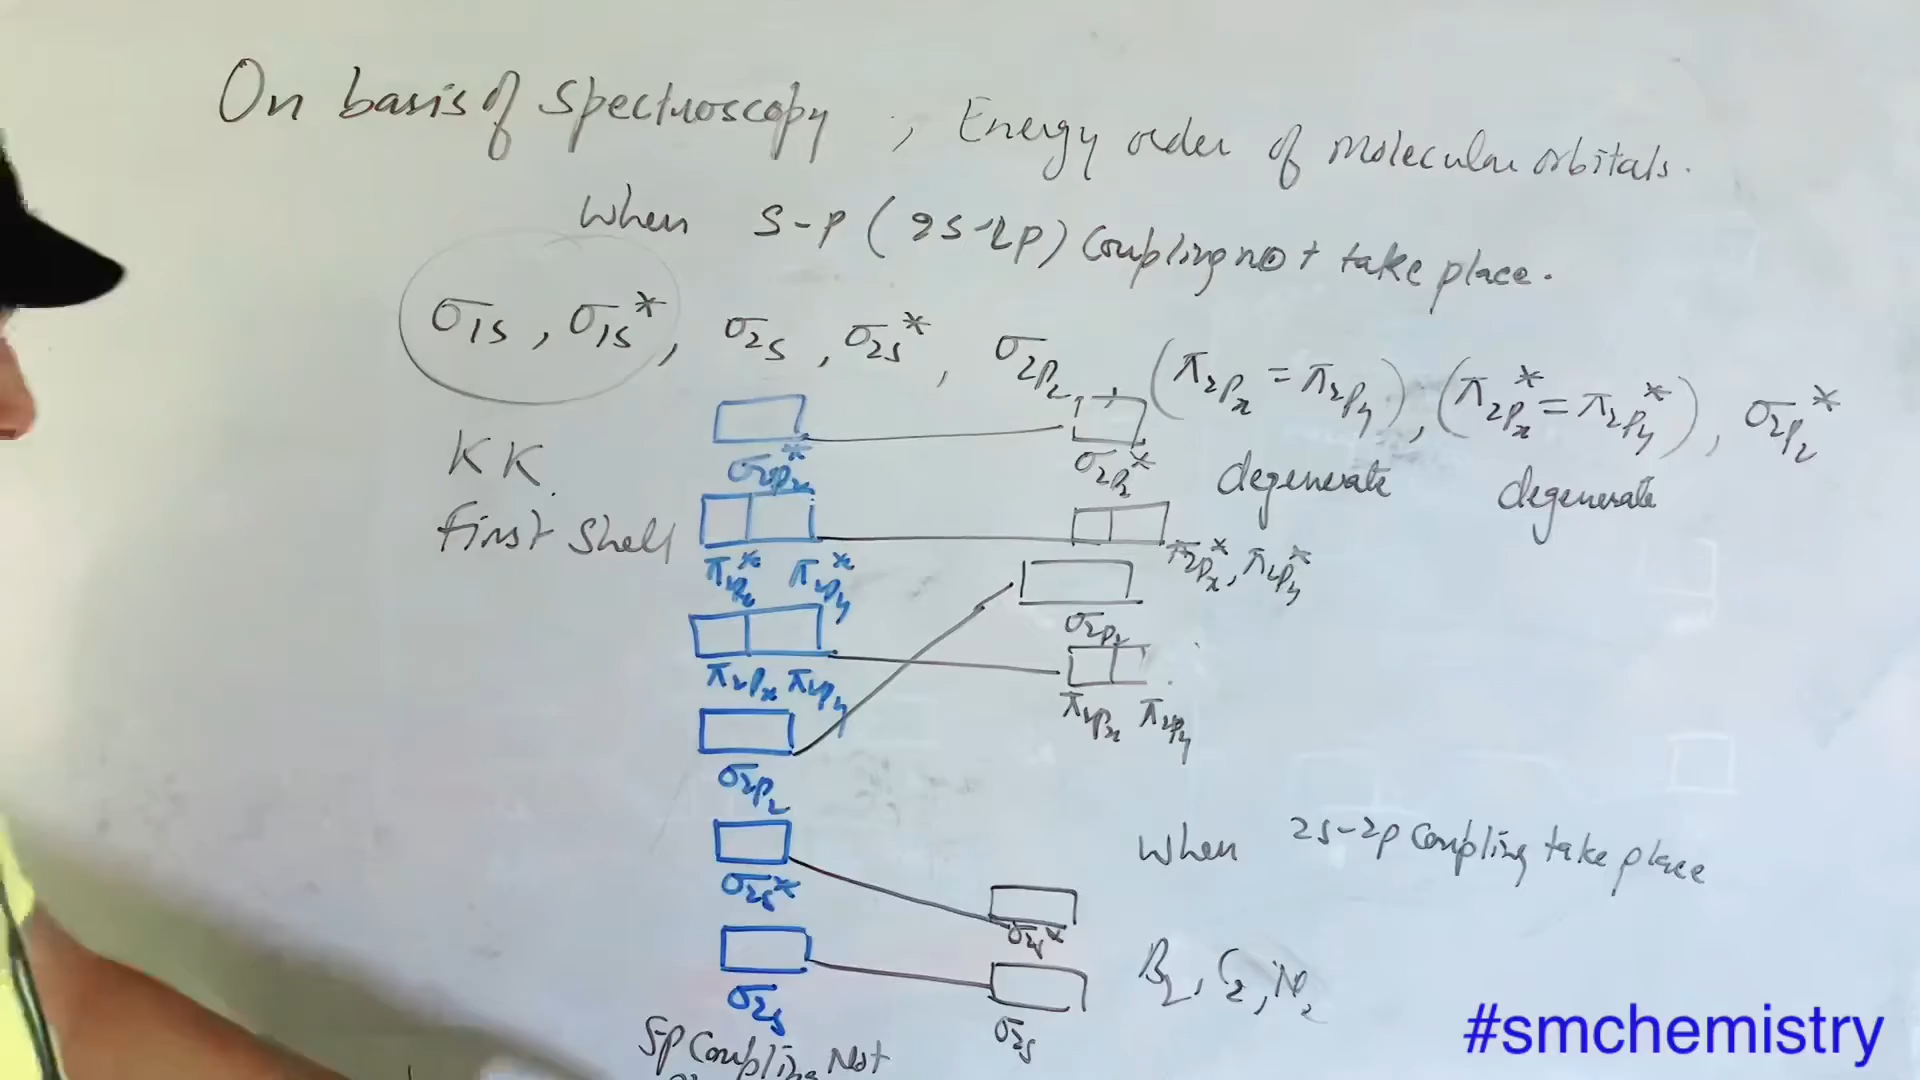 On basis of Spectroscopy, Energy order of Molecular orbitals.
When S-P (2S-2P) Coupling not take place.
σ1s, σ1s*, σ2s, σ2s*, σ2pz (π2px = π2py), (π2px* = π2py*), σ2pz*
KK
first Shell
degenerate degenerate
σ2pz* σ2pz*
π2px* π2py* π2px*, π2py*
σ2pz
π2px π2py π2px π2py
σ2pz
When 2s-2p Coupling take place
σ2s* σ2s*
B2, C2, N2
σ2s σ2s
S-p Coupling Not
#smchemistry